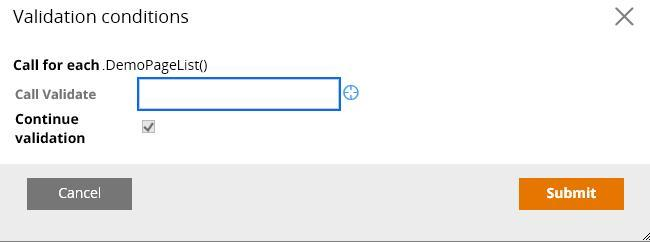 Validation conditions
Call for each .DemoPageList()
Call Validate
Continue
validation
Cancel
Submit